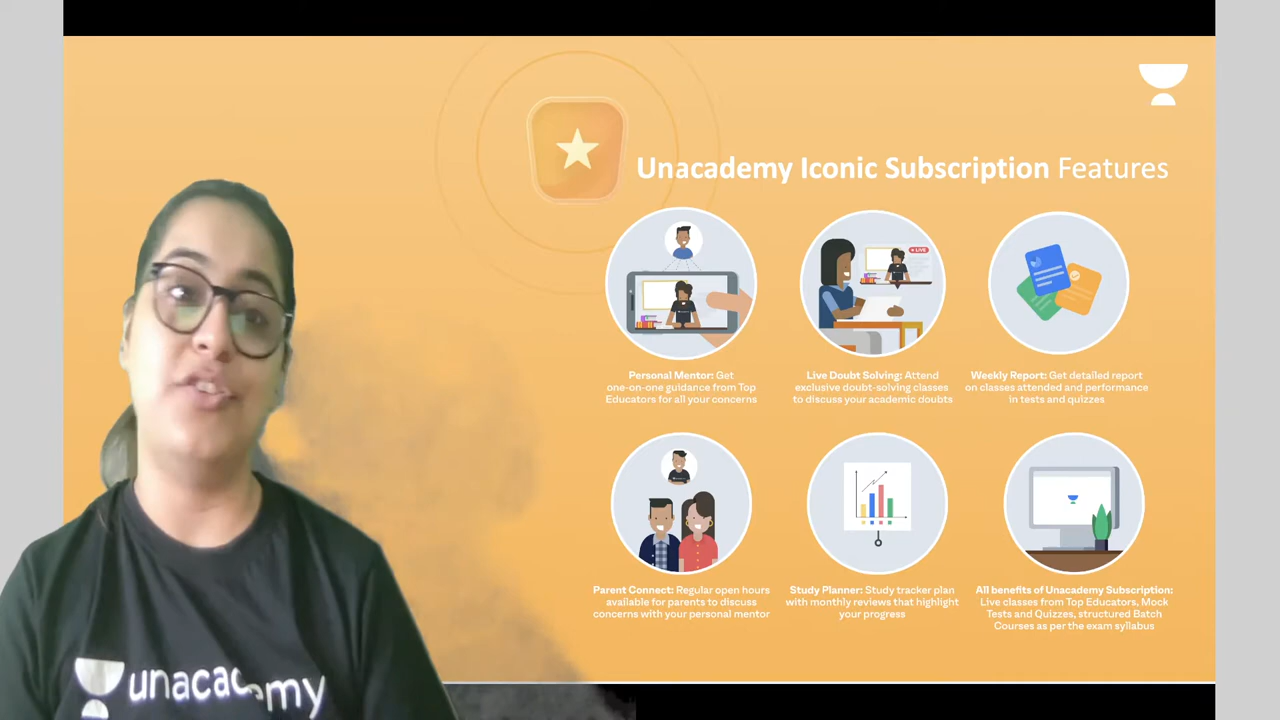 Unacademy Iconic Subscription Features
LIVE
Personal Mentor: Get
one-on-one guidance from Top
Educators for all your concerns
Live Doubt Solving: Attend
exclusive doubt-solving classes
to discuss your academic doubts
Weekly Report: Get detailed report
on classes attended and performance
in tests and quizzes
Parent Connect: Regular open hours
available for parents to discuss
concerns with your personal mentor
Study Planner: Study tracker plan
with monthly reviews that highlight
your progress
All benefits of Unacademy Subscription:
Live classes from Top Educators, Mock
Tests and Quizzes, structured Batch
Courses as per the exam syllabus
unacademy